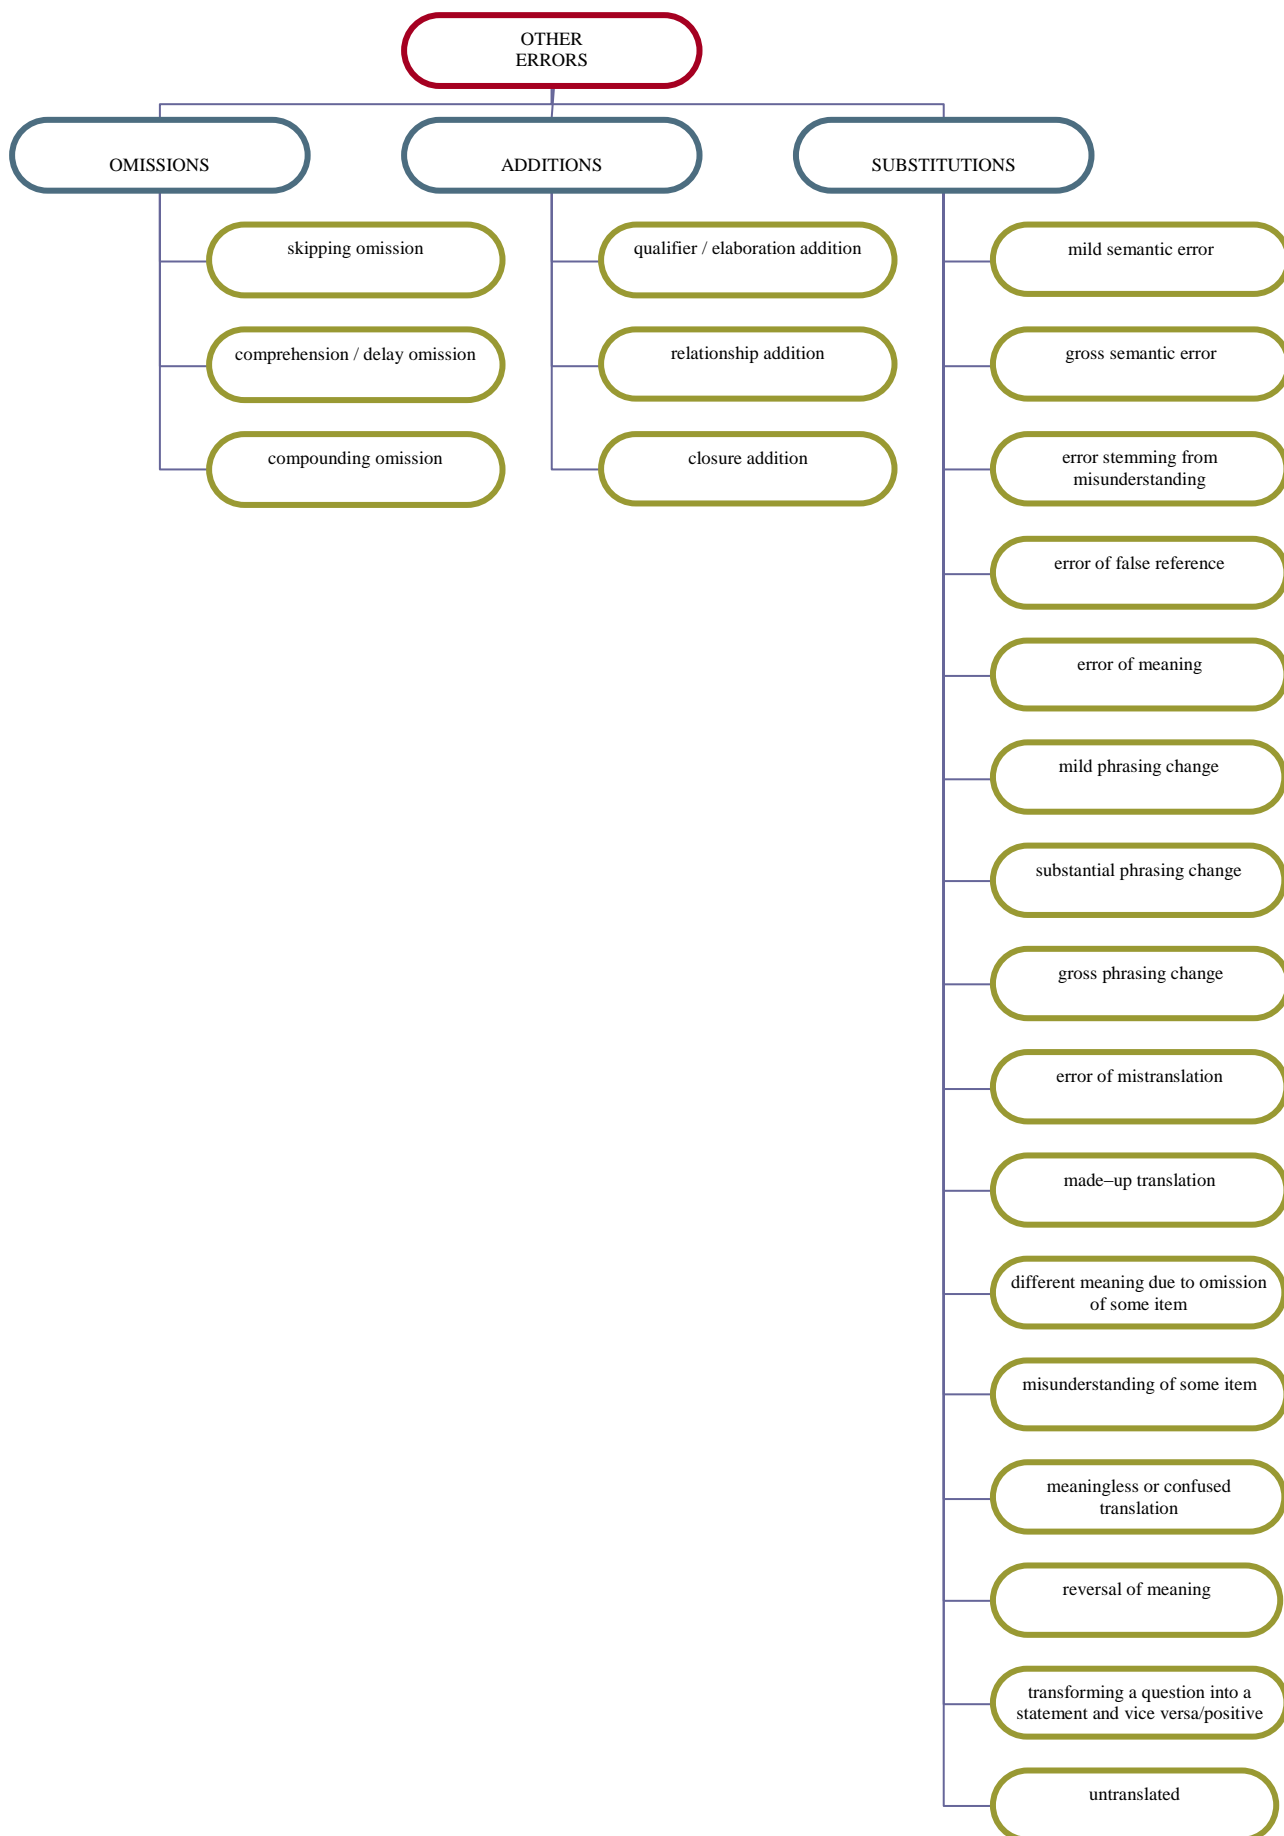 OTHER
ERRORS
OMISSIONS
ADDITIONS
SUBSTITUTIONS
skipping omission
comprehension / delay omission
compounding omission
qualifier / elaboration addition
relationship addition
closure addition
mild semantic error
gross semantic error
error stemming from
misunderstanding
error of false reference
error of meaning
mild phrasing change
substantial phrasing change
gross phrasing change
error of mistranslation
made–up translation
different meaning due to omission
of some item
misunderstanding of some item
meaningless or confused
translation
reversal of meaning
transforming a question into a
statement and vice versa/positive
untranslated